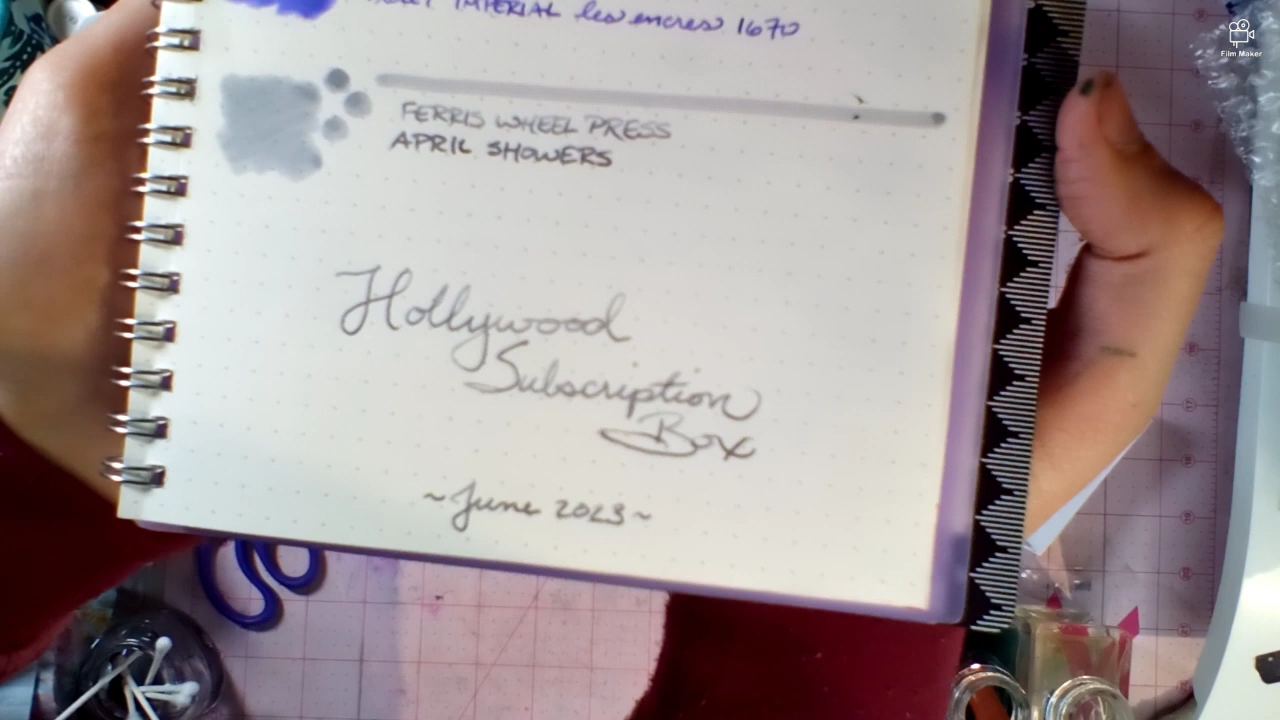 IMPERIAL les encres 1670
FERRIS WHEEL PRESS
APRIL SHOWERS
Hollywood
Subscription
Box
~June 2023~
Film Maker